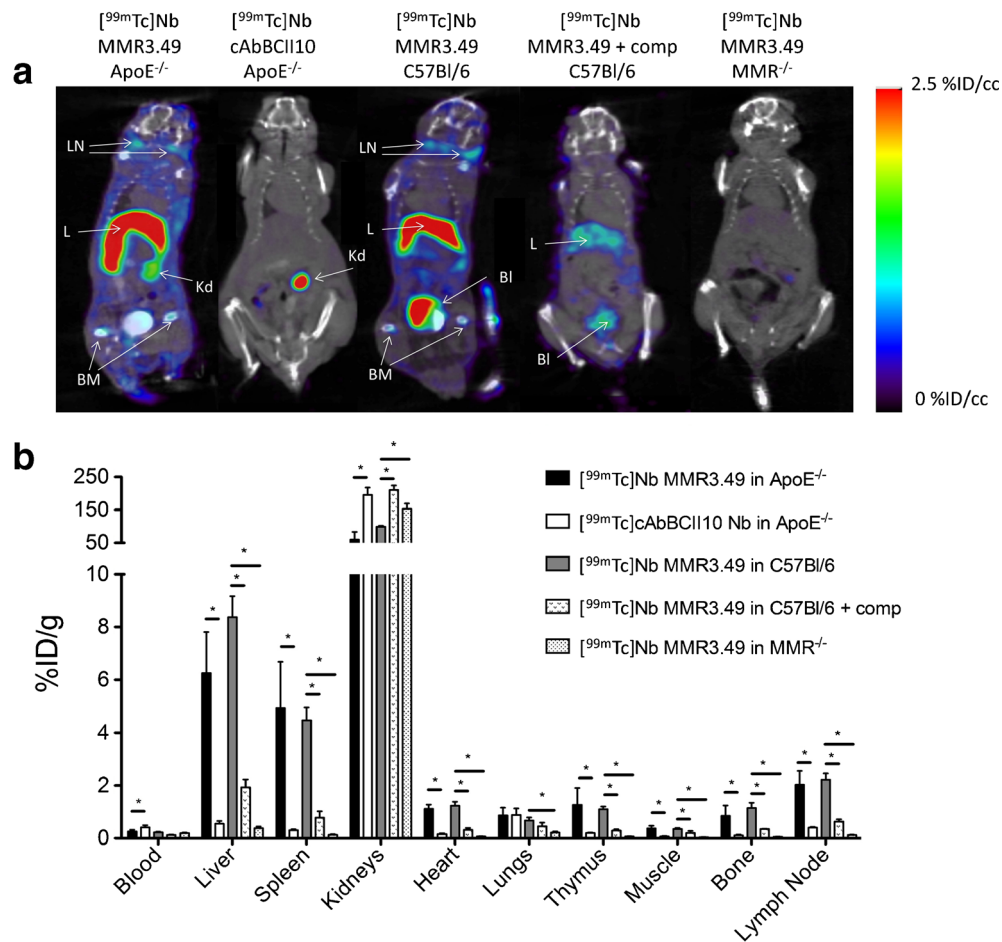 [⁹⁹ᵐTc]Nb
MMR3.49
ApoE⁻/⁻
[⁹⁹ᵐTc]Nb
cAbBCII10
ApoE⁻/⁻
[⁹⁹ᵐTc]Nb
MMR3.49
C57Bl/6
[⁹⁹ᵐTc]Nb
MMR3.49 + comp
C57Bl/6
[⁹⁹ᵐTc]Nb
MMR3.49
MMR⁻/⁻
a
LN
L
Kd
BM
Kd
LN
L
Bl
BM
L
Bl
2.5 %ID/cc
0 %ID/cc
b
%ID/g
250
150
50
10
8
6
4
2
0
* * * * * * * * * * * * * * * * * * * * * * * * *
Blood
Liver
Spleen
Kidneys
Heart
Lungs
Thymus
Muscle
Bone
Lymph Node
[⁹⁹ᵐTc]Nb MMR3.49 in ApoE⁻/⁻
[⁹⁹ᵐTc]cAbBCII10 Nb in ApoE⁻/⁻
[⁹⁹ᵐTc]Nb MMR3.49 in C57Bl/6
[⁹⁹ᵐTc]Nb MMR3.49 in C57Bl/6 + comp
[⁹⁹ᵐTc]Nb MMR3.49 in MMR⁻/⁻